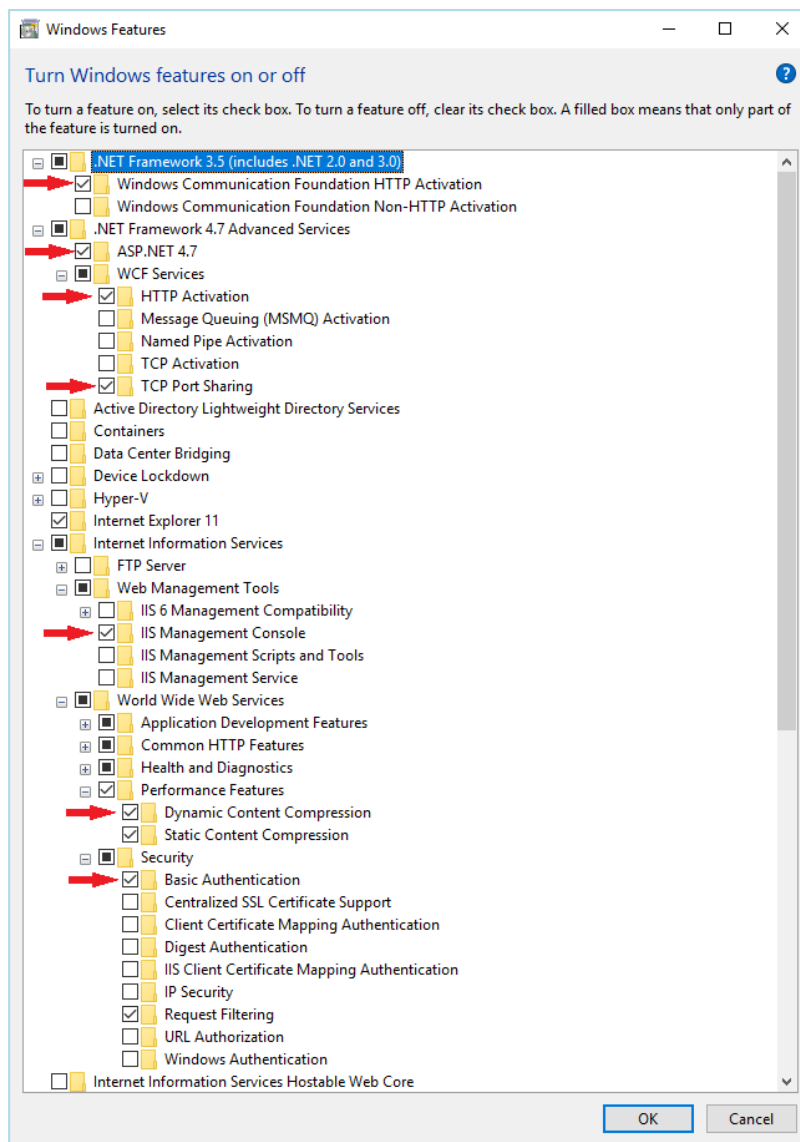 Windows Features
Turn Windows features on or off
To turn a feature on, select its check box. To turn a feature off, clear its check box. A filled box means that only part of
the feature is turned on.
.NET Framework 3.5 (includes .NET 2.0 and 3.0)
Windows Communication Foundation HTTP Activation
Windows Communication Foundation Non-HTTP Activation
.NET Framework 4.7 Advanced Services
ASP.NET 4.7
WCF Services
HTTP Activation
Message Queuing (MSMQ) Activation
Named Pipe Activation
TCP Activation
TCP Port Sharing
Active Directory Lightweight Directory Services
Containers
Data Center Bridging
Device Lockdown
Hyper-V
Internet Explorer 11
Internet Information Services
FTP Server
Web Management Tools
IIS 6 Management Compatibility
IIS Management Console
IIS Management Scripts and Tools
IIS Management Service
World Wide Web Services
Application Development Features
Common HTTP Features
Health and Diagnostics
Performance Features
Dynamic Content Compression
Static Content Compression
Security
Basic Authentication
Centralized SSL Certificate Support
Client Certificate Mapping Authentication
Digest Authentication
IIS Client Certificate Mapping Authentication
IP Security
Request Filtering
URL Authorization
Windows Authentication
Internet Information Services Hostable Web Core
OK
Cancel